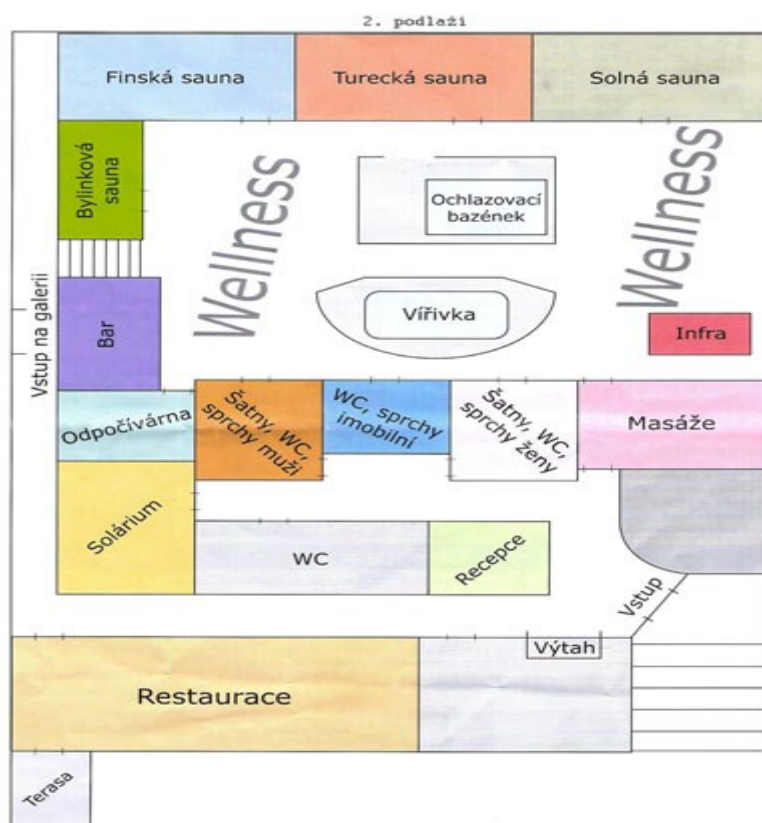 2. podlaží
Finská sauna
Turecká sauna
Solná sauna
Bylinková
sauna
Wellness
Ochlazovací
bazének
Wellness
Vstup na galerii
Bar
Vířivka
Infra
Odpočívárna
Šatny, WC,
sprchy muži
WC, sprchy
imobilní
Šatny, WC,
sprchy ženy
Masáže
Solárium
WC
Recepce
Vstup
Výtah
Restaurace
Terasa